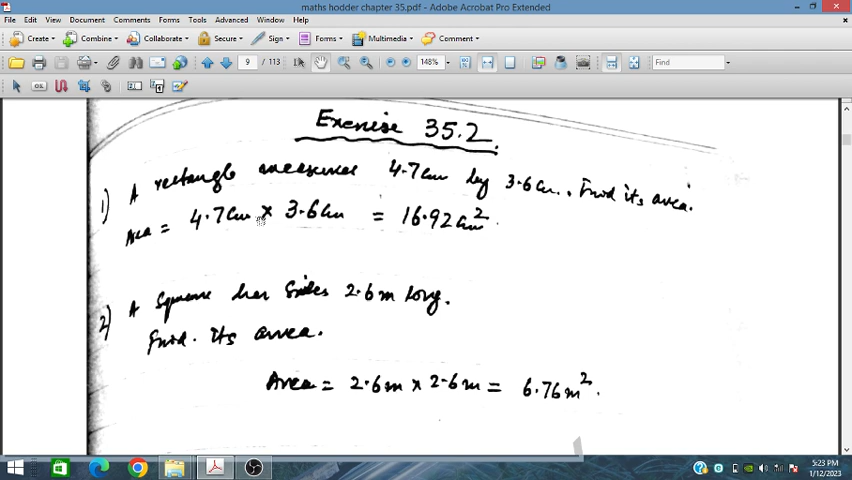 maths hodder chapter 35.pdf - Adobe Acrobat Pro Extended
File Edit View Document Comments Forms Tools Advanced Window Help
Create Combine Collaborate Secure Sign Forms Multimedia Comment
9 / 113 148% Find
Exercise 35.2
1) A rectangle measures 4.7cm by 3.6cm. Find its area.
Area = 4.7cm × 3.6cm = 16.92cm²
2) A square has sides 2.6m long.
Find. its area.
Area = 2.6m × 2.6m = 6.76m².
5:23 PM
1/12/2023